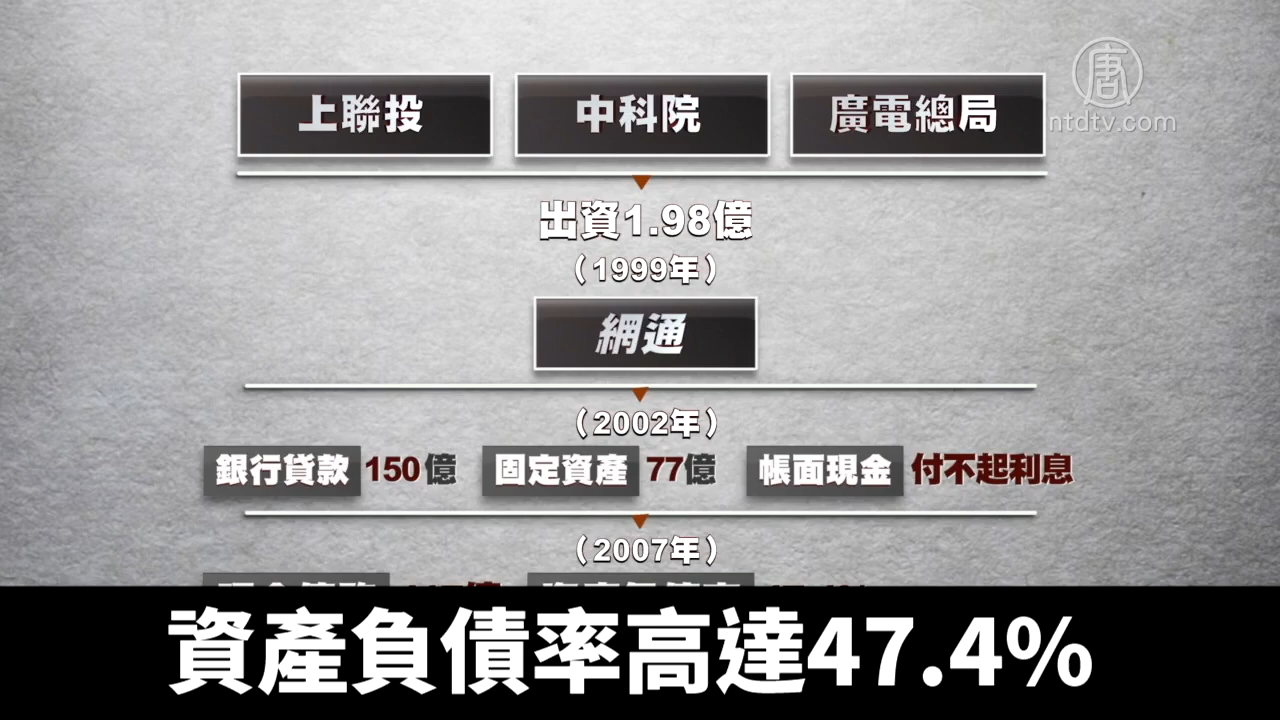 上聯投 中科院 廣電總局
唐
ntdtv.com
出資1.98億
(1999年)
網通
(2002年)
銀行貸款 150億 固定資產 77億 帳面現金 付不起利息
(2007年)
資產負債率高達47.4%